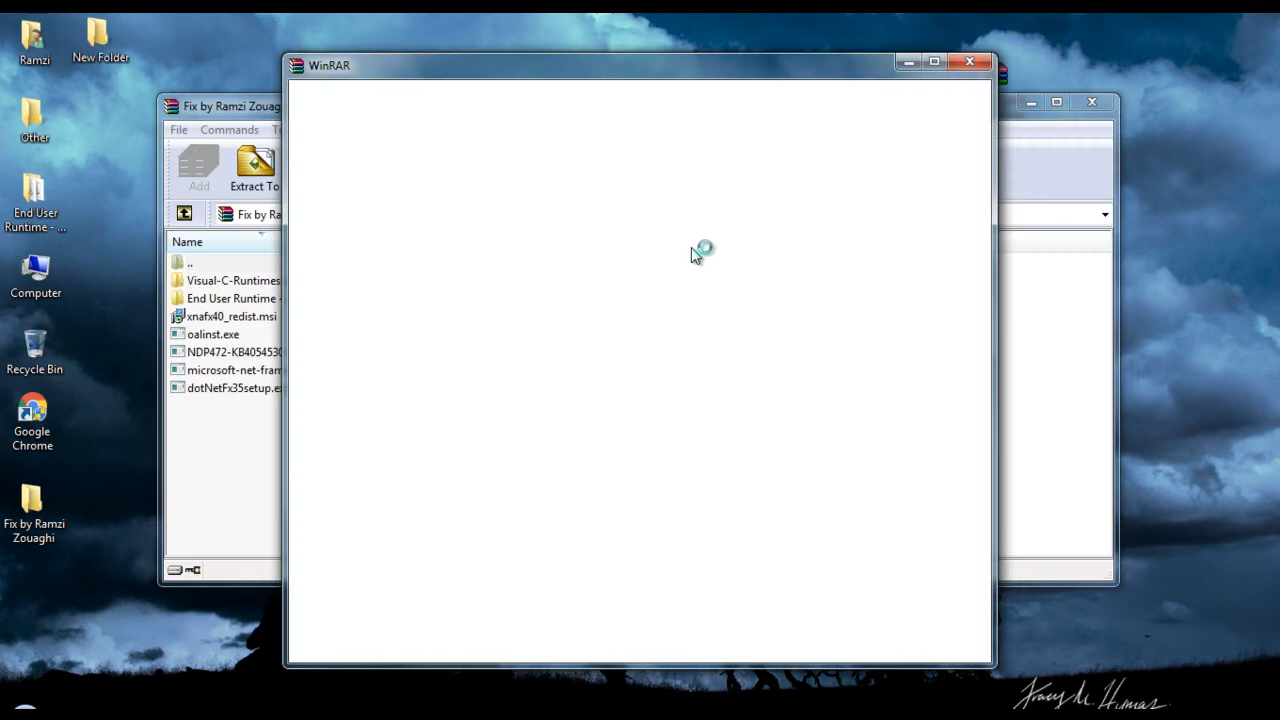 Ramzi
New Folder
Other
End User
Runtime - ...
Computer
Recycle Bin
Google
Chrome
Fix by Ramzi
Zouaghi
Fix by Ramzi Zouag
File Commands T
Add Extract To
Fix by Ra
Name
..
Visual-C-Runtimes
End User Runtime -
xnafx40_redist.msi
oalinst.exe
NDP472-KB4054530
microsoft-net-fram
dotNetFx35setup.ex
WinRAR